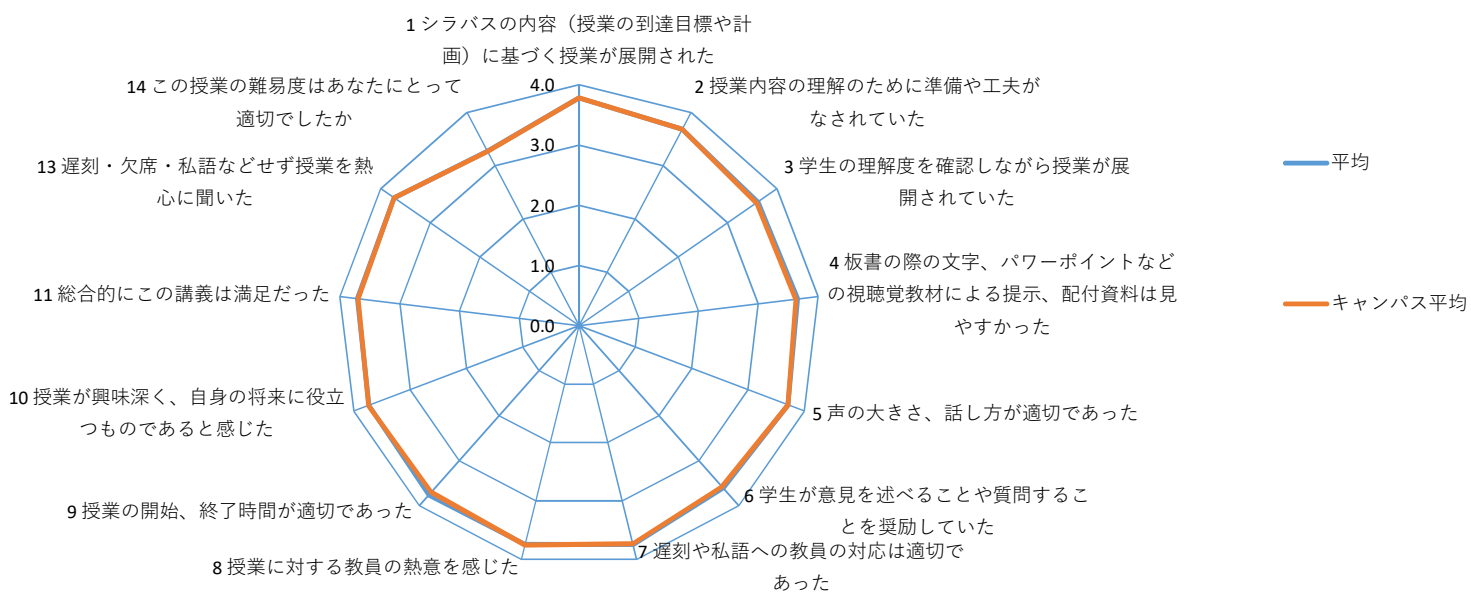 1 シラバスの内容（授業の到達目標や計
画）に基づく授業が展開された
2 授業内容の理解のために準備や工夫が
なされていた
3 学生の理解度を確認しながら授業が展
開されていた
4 板書の際の文字、パワーポイントなど
の視聴覚教材による提示、配付資料は見
やすかった
5 声の大きさ、話し方が適切であった
6 学生が意見を述べることや質問するこ
とを奨励していた
7 遅刻や私語への教員の対応は適切で
あった
8 授業に対する教員の熱意を感じた
9 授業の開始、終了時間が適切であった
10 授業が興味深く、自身の将来に役立
つものであると感じた
11 総合的にこの講義は満足だった
13 遅刻・欠席・私語などせず授業を熱
心に聞いた
14 この授業の難易度はあなたにとって
適切でしたか
4.0
3.0
2.0
1.0
0.0
平均
キャンパス平均